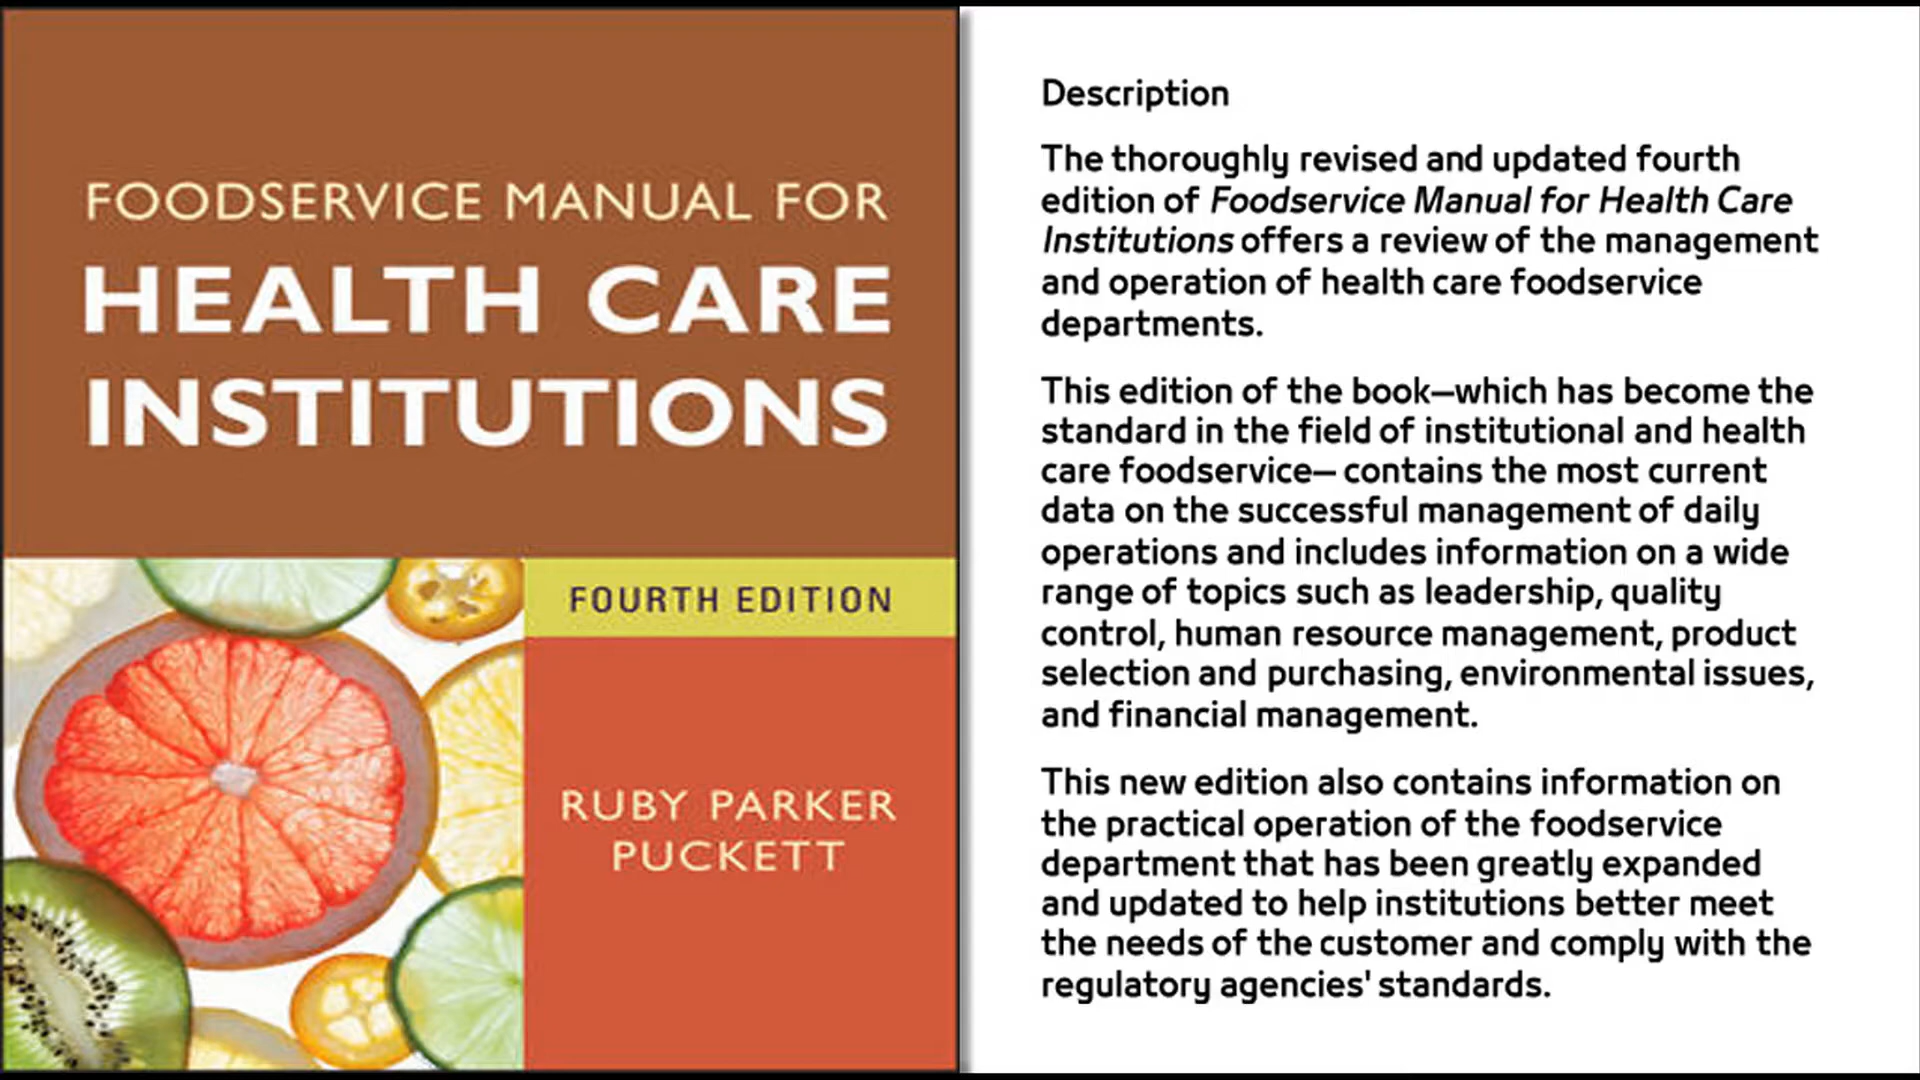 FOODSERVICE MANUAL FOR
HEALTH CARE
INSTITUTIONS
FOURTH EDITION
RUBY PARKER
PUCKETT
Description
The thoroughly revised and updated fourth
edition of Foodservice Manual for Health Care
Institutions offers a review of the management
and operation of health care foodservice
departments.
This edition of the book—which has become the
standard in the field of institutional and health
care foodservice— contains the most current
data on the successful management of daily
operations and includes information on a wide
range of topics such as leadership, quality
control, human resource management, product
selection and purchasing, environmental issues,
and financial management.
This new edition also contains information on
the practical operation of the foodservice
department that has been greatly expanded
and updated to help institutions better meet
the needs of the customer and comply with the
regulatory agencies' standards.